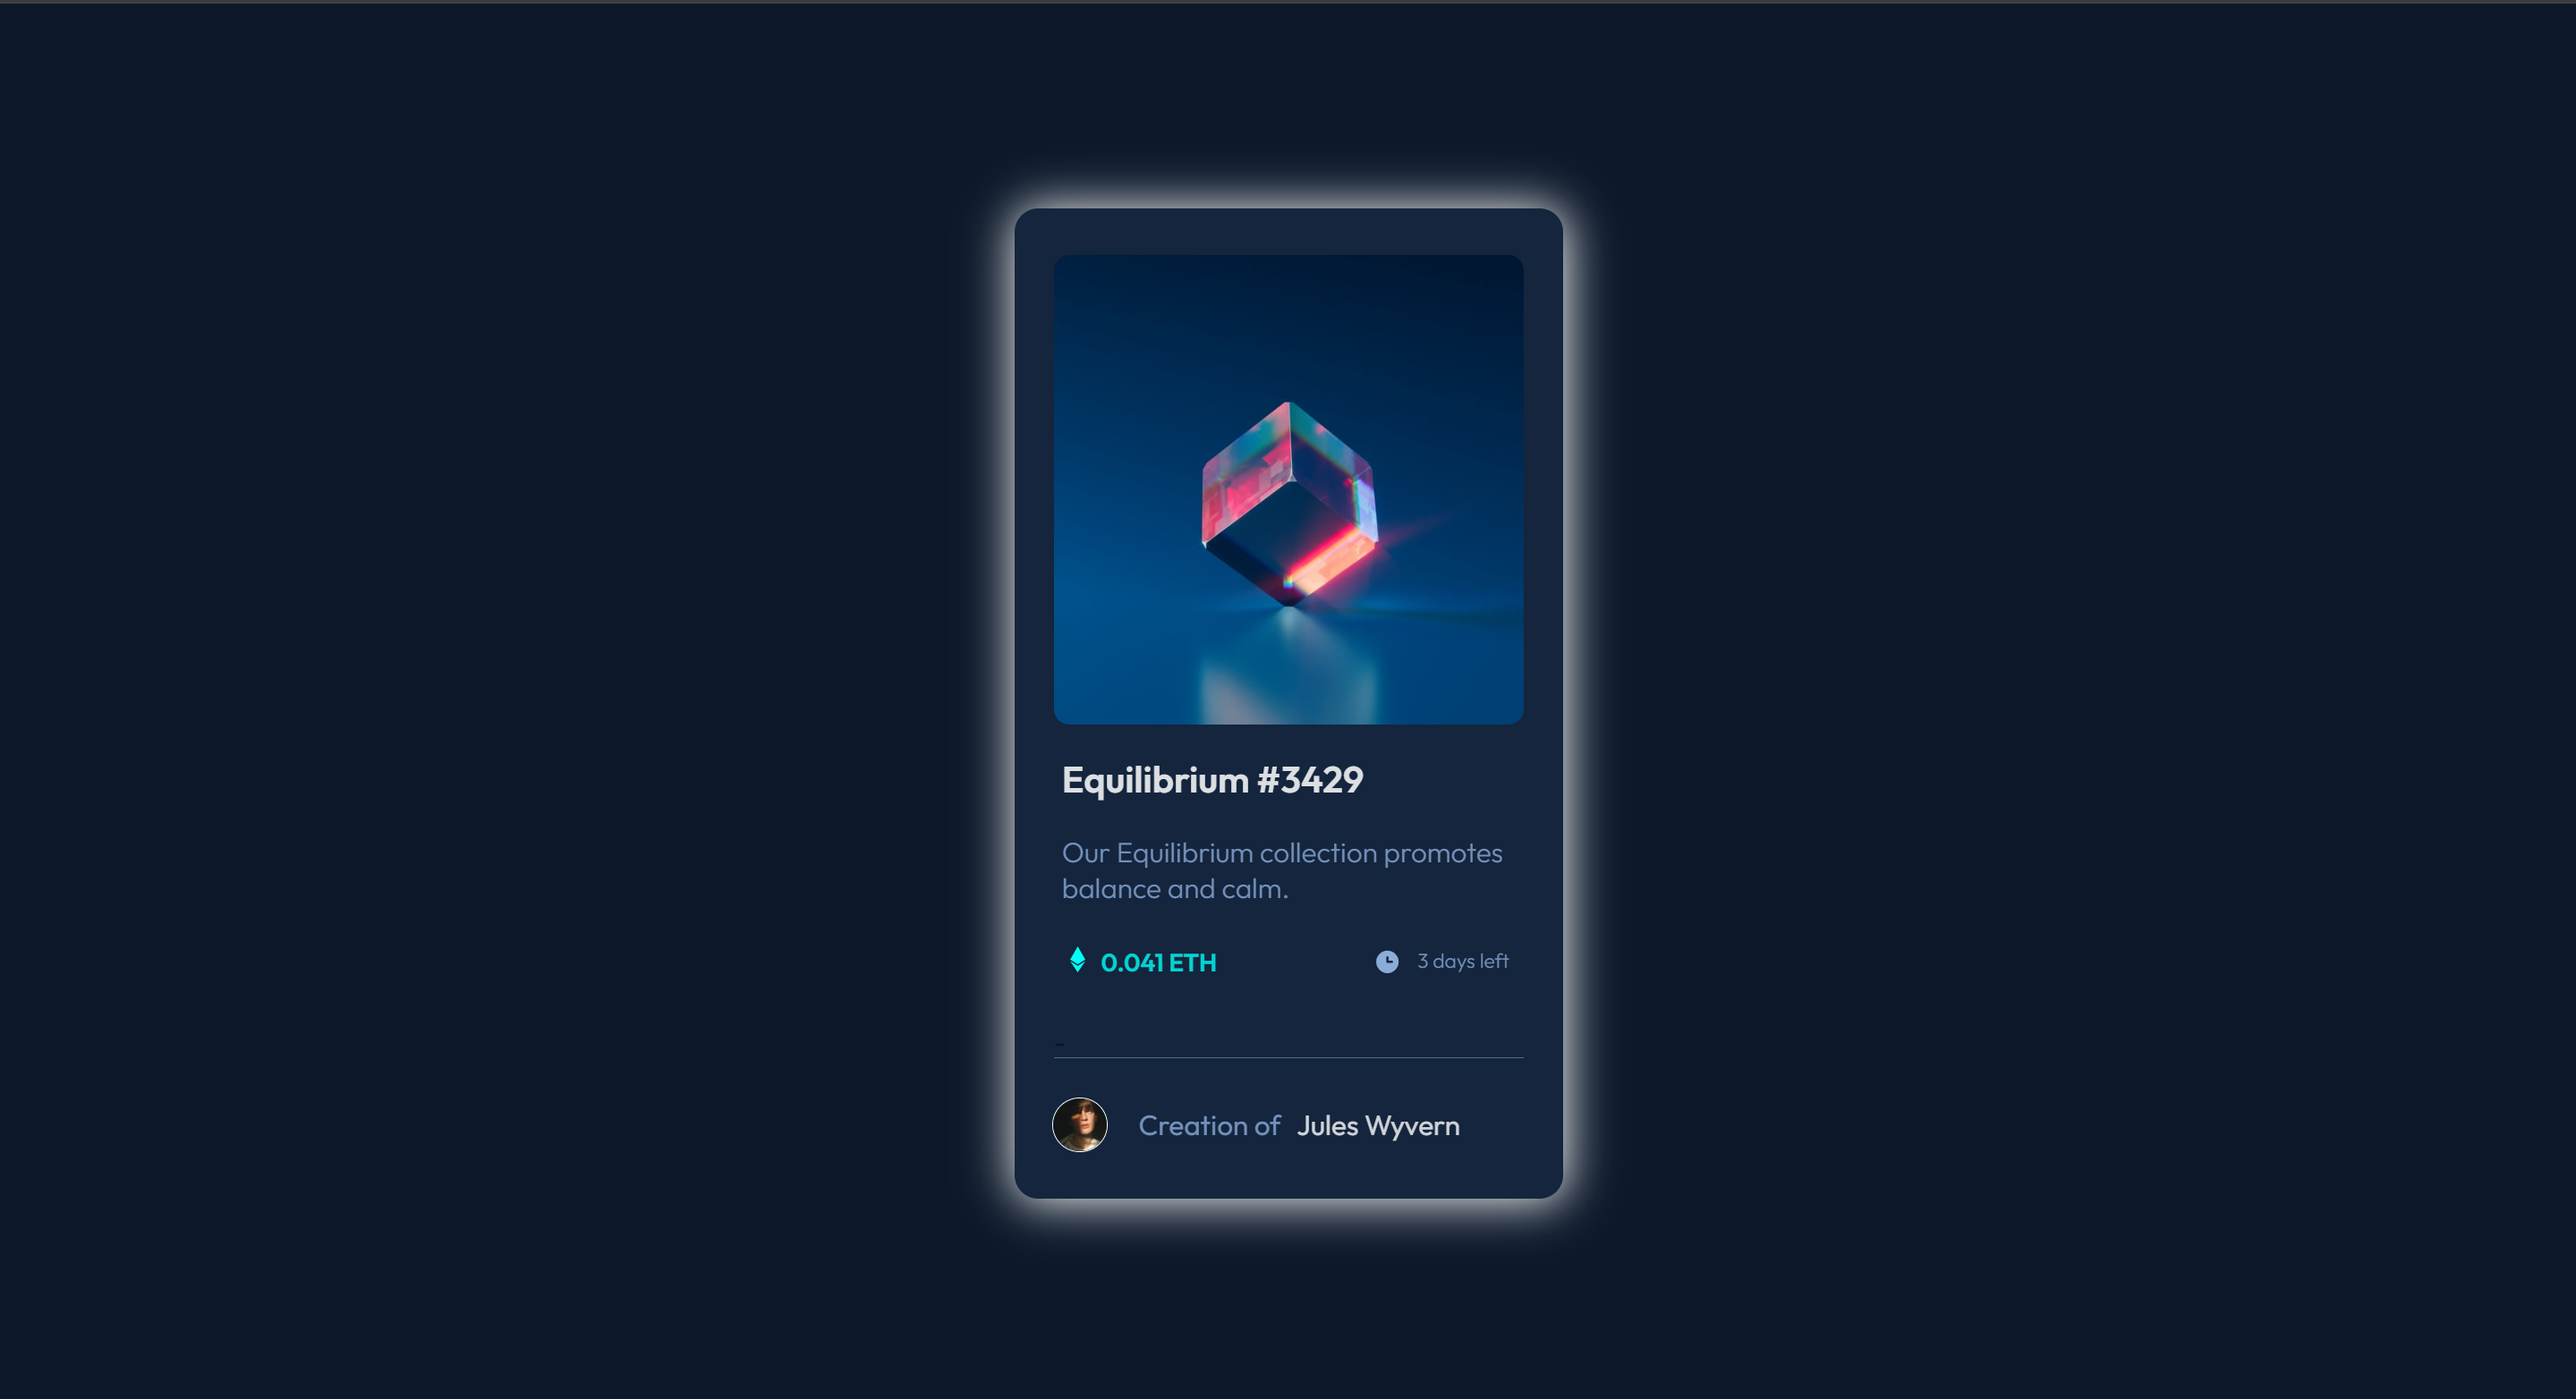 Equilibrium #3429
Our Equilibrium collection promotes
balance and calm.
0.041 ETH
3 days left
-
Creation of Jules Wyvern